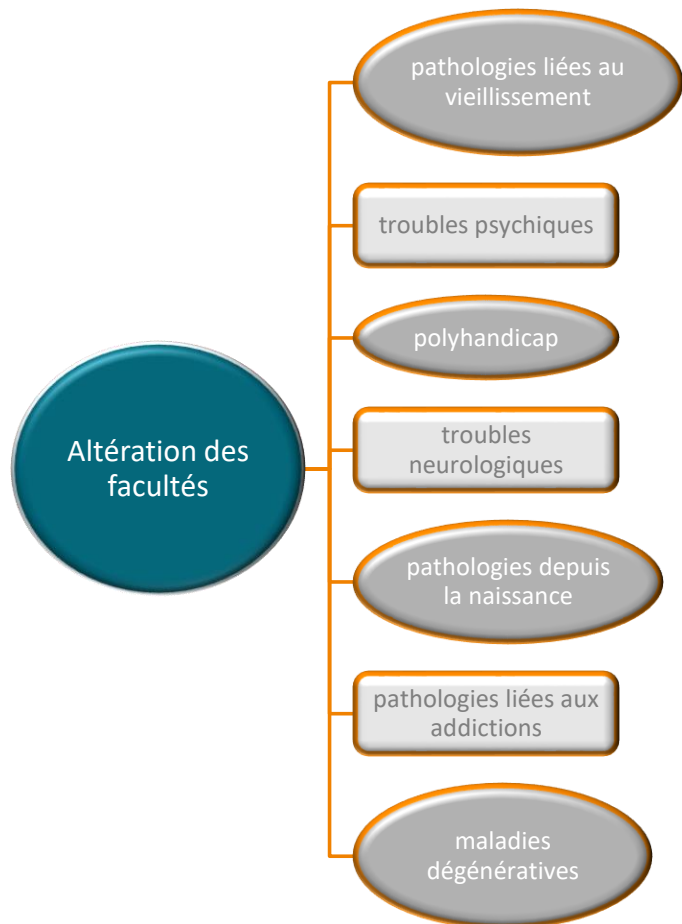 pathologies liées au
vieillissement
troubles psychiques
polyhandicap
Altération des
facultés
troubles
neurologiques
pathologies depuis
la naissance
pathologies liées aux
addictions
maladies
dégénératives